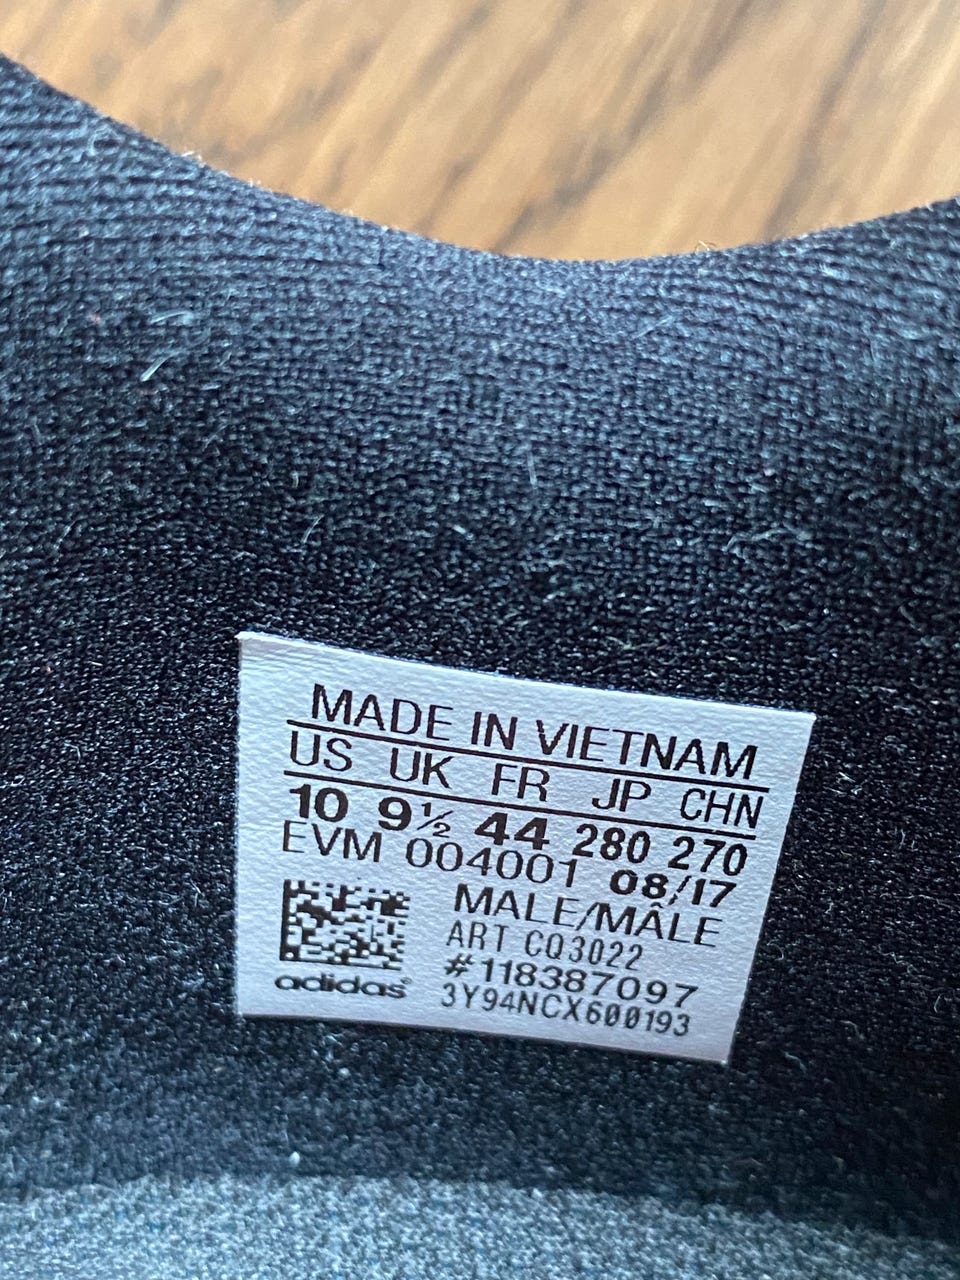 MADE IN VIETNAM
US UK FR JP CHN
10 9½ 44 280 270
EVM 004001 08/17
MALE/MÂLE
ART CQ3022
#118387097
3Y94NCX600193
adidas